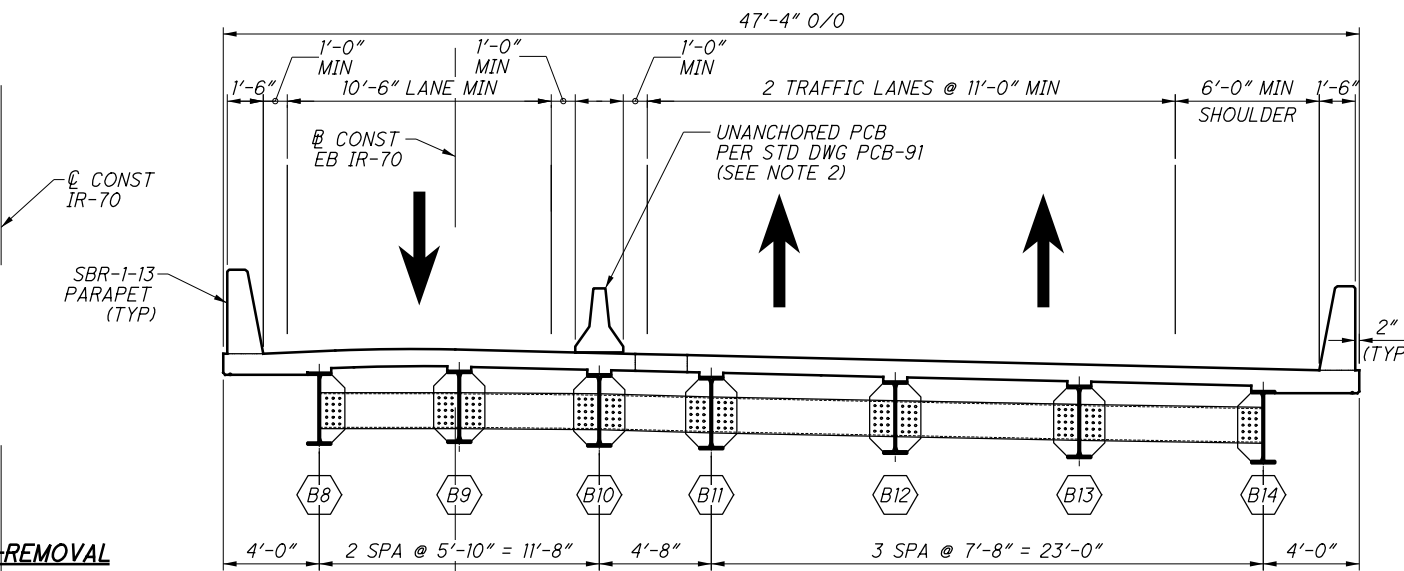 47'-4" O/O
1'-0"
MIN
1'-0"
MIN
1'-0"
MIN
1'-6"
10'-6" LANE MIN
2 TRAFFIC LANES @ 11'-0" MIN
6'-0" MIN
SHOULDER
1'-6"
℄ CONST
IR-70
B CONST
EB IR-70
UNANCHORED PCB
PER STD DWG PCB-91
(SEE NOTE 2)
SBR-1-13
PARAPET
(TYP)
2"
(TYP
B8
B9
B10
B11
B12
B13
B14
-REMOVAL
4'-0"
2 SPA @ 5'-10" = 11'-8"
4'-8"
3 SPA @ 7'-8" = 23'-0"
4'-0"